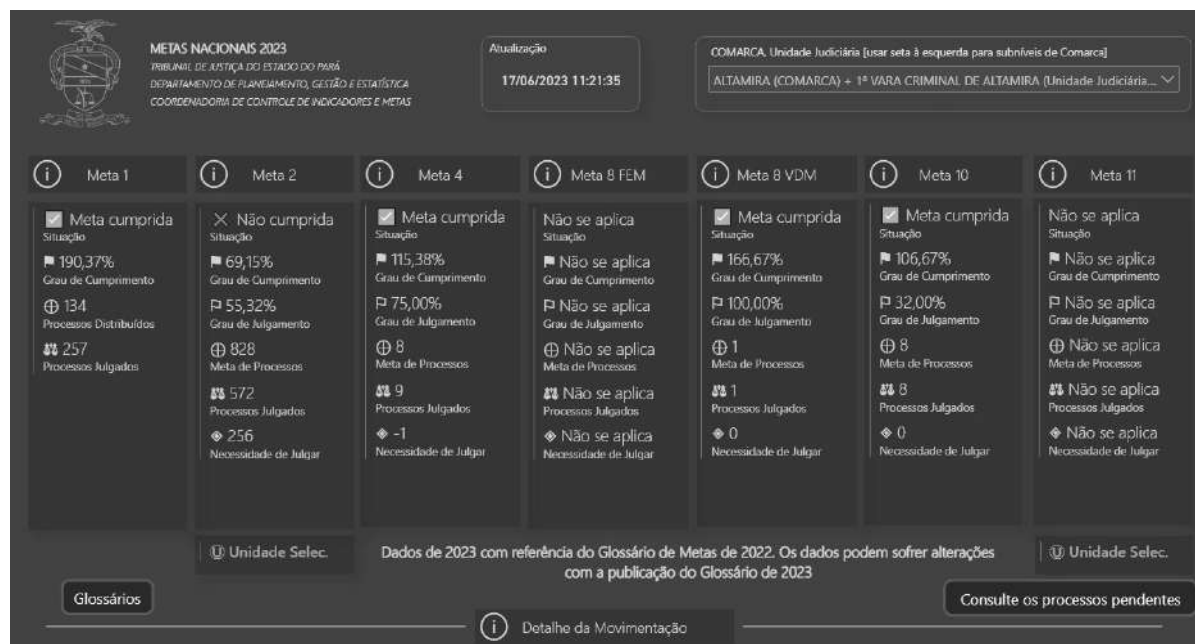 METAS NACIONAIS 2023
TRIBUNAL DE JUSTIÇA DO ESTADO DO PARÁ
DEPARTAMENTO DE PLANEJAMENTO, GESTÃO E ESTATÍSTICA
COORDENADORIA DE CONTROLE DE INDICADORES E METAS
Atualização
17/06/2023 11:21:35
COMARCA, Unidade Judiciária [usar seta à esquerda para subníveis de Comarca]
ALTAMIRA (COMARCA) + 1ª VARA CRIMINAL DE ALTAMIRA (Unidade Judiciária...
Meta 1
Meta cumprida
Situação
190,37%
Grau de Cumprimento
134
Processos Distribuídos
257
Processos Julgados
Meta 2
Não cumprida
Situação
69,15%
Grau de Cumprimento
55,32%
Grau de Julgamento
828
Meta de Processos
572
Processos Julgados
256
Necessidade de Julgar
Unidade Selec.
Meta 4
Meta cumprida
Situação
115,38%
Grau de Cumprimento
75,00%
Grau de Julgamento
8
Meta de Processos
9
Processos Julgados
-1
Necessidade de Julgar
Meta 8 FEM
Não se aplica
Situação
Não se aplica
Grau de Cumprimento
Não se aplica
Grau de Julgamento
Não se aplica
Meta de Processos
Não se aplica
Processos Julgados
Não se aplica
Necessidade de Julgar
Meta 8 VDM
Meta cumprida
Situação
166,67%
Grau de Cumprimento
100,00%
Grau de Julgamento
1
Meta de Processos
1
Processos Julgados
0
Necessidade de Julgar
Meta 10
Meta cumprida
Situação
106,67%
Grau de Cumprimento
32,00%
Grau de Julgamento
8
Meta de Processos
8
Processos Julgados
0
Necessidade de Julgar
Meta 11
Não se aplica
Situação
Não se aplica
Grau de Cumprimento
Não se aplica
Grau de Julgamento
Não se aplica
Meta de Processos
Não se aplica
Processos Julgados
Não se aplica
Necessidade de Julgar
Unidade Selec.
Dados de 2023 com referência do Glossário de Metas de 2022. Os dados podem sofrer alterações
com a publicação do Glossário de 2023
Glossários
Consulte os processos pendentes
Detalhe da Movimentação